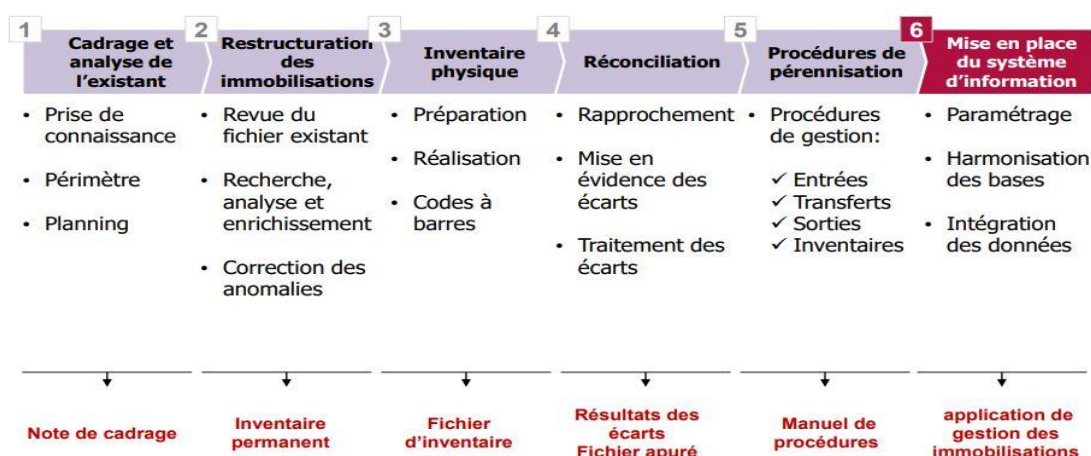 1
Cadrage et
analyse de
l'existant
2
Restructuration
des
immobilisations
3
Inventaire
physique
4
Réconciliation
5
Procédures de
pérennisation
6
Mise en place
du système
d'information
• Prise de
connaissance
• Périmètre
• Planning
• Revue du
fichier existant
• Recherche,
analyse et
enrichissement
• Correction des
anomalies
• Préparation
• Réalisation
• Codes à
barres
• Rapprochement
• Mise en
évidence des
écarts
• Traitement des
écarts
• Procédures
de gestion:
✓ Entrées
✓ Transferts
✓ Sorties
✓ Inventaires
• Paramétrage
• Harmonisation
des bases
• Intégration
des données
Note de cadrage
Inventaire
permanent
Fichier
d'inventaire
Résultats des
écarts
Fichier apuré
Manuel de
procédures
application de
gestion des
immobilisations